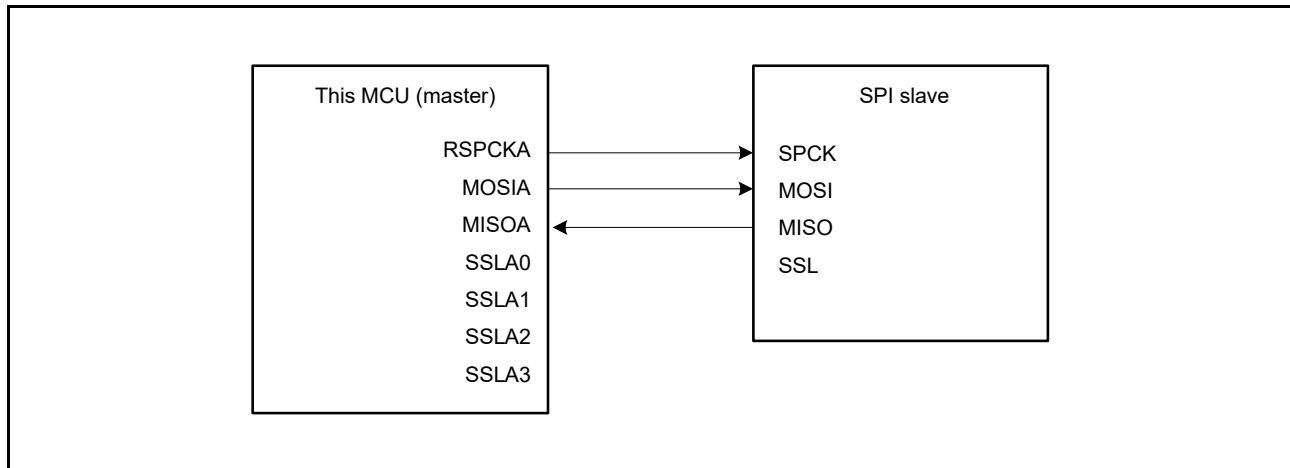 This MCU (master)
RSPCKA
MOSIA
MISOA
SSLA0
SSLA1
SSLA2
SSLA3
SPI slave
SPCK
MOSI
MISO
SSL